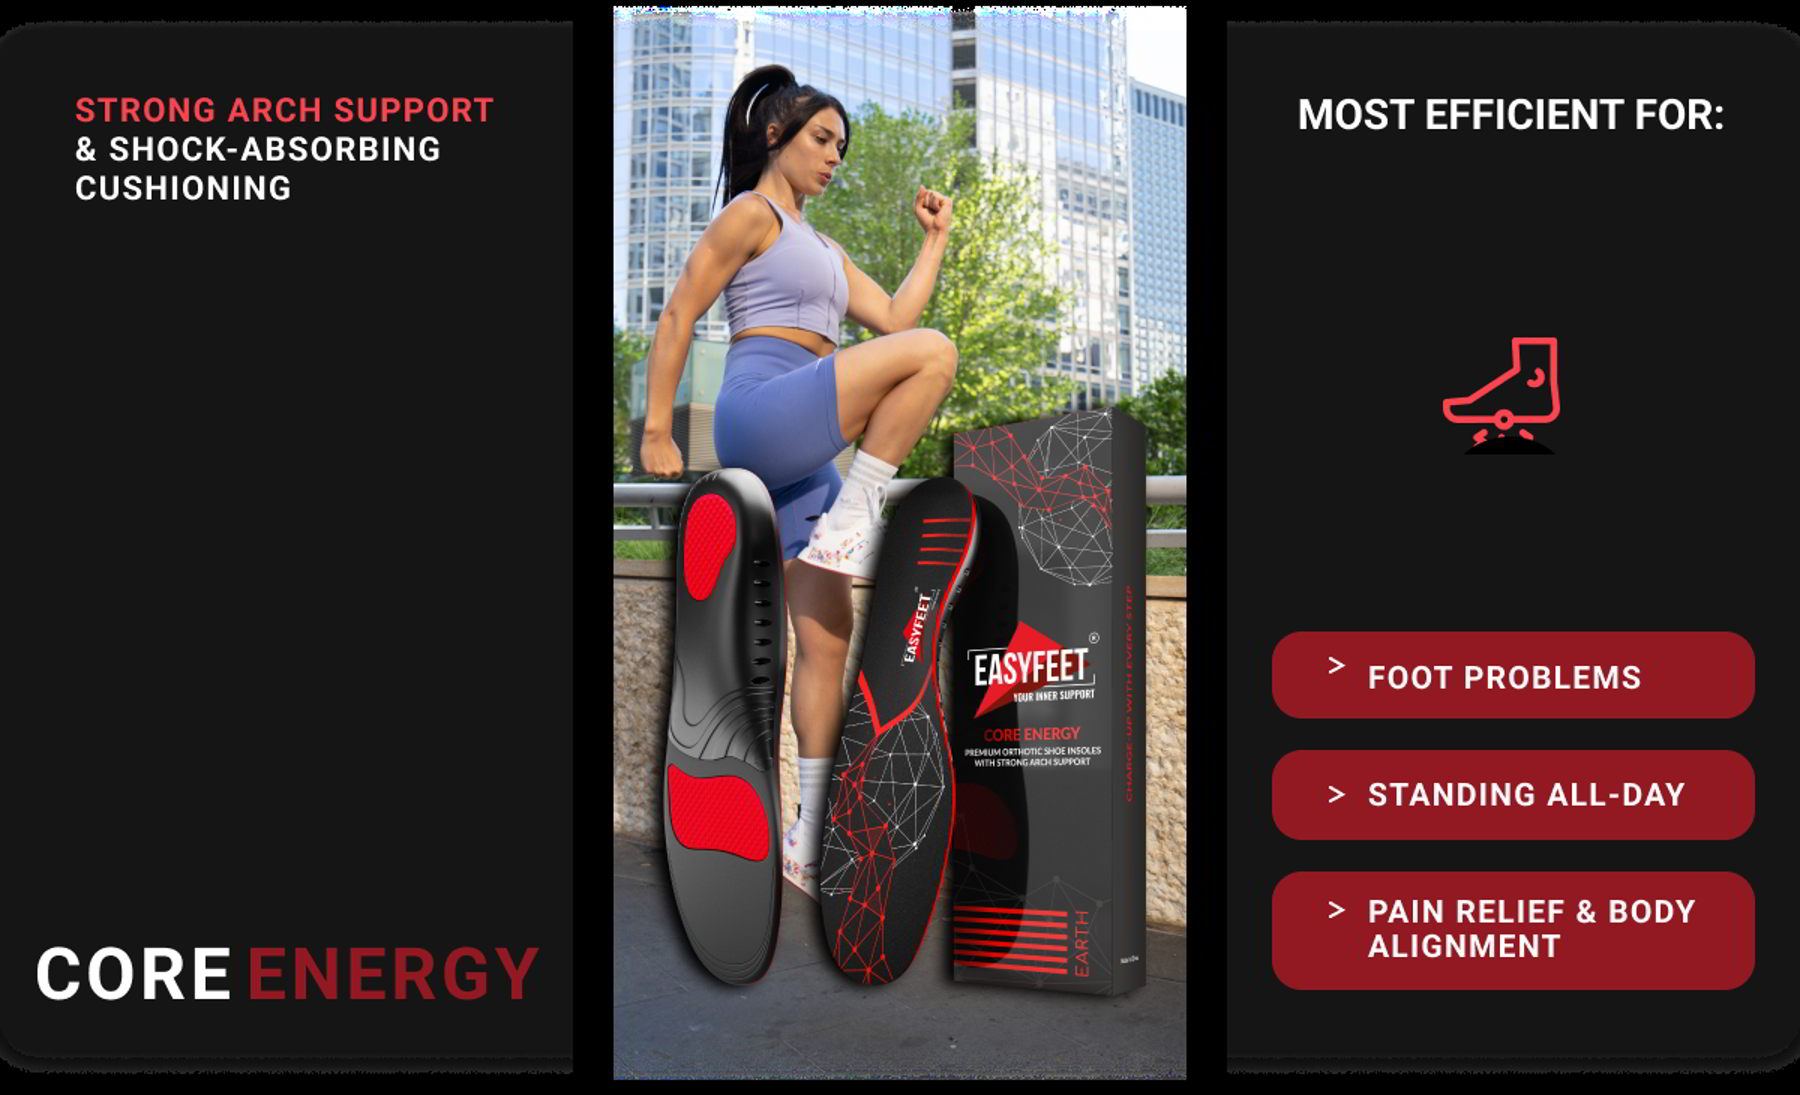 STRONG ARCH SUPPORT
& SHOCK-ABSORBING
CUSHIONING
CORE ENERGY
EASYFEET
EASYFEET
®
YOUR INNER SUPPORT
CORE ENERGY
PREMIUM ORTHOTIC SHOE INSOLES
WITH STRONG ARCH SUPPORT
CHARGE-UP WITH EVERY STEP
EARTH
MOST EFFICIENT FOR:
> FOOT PROBLEMS
> STANDING ALL-DAY
> PAIN RELIEF & BODY
ALIGNMENT